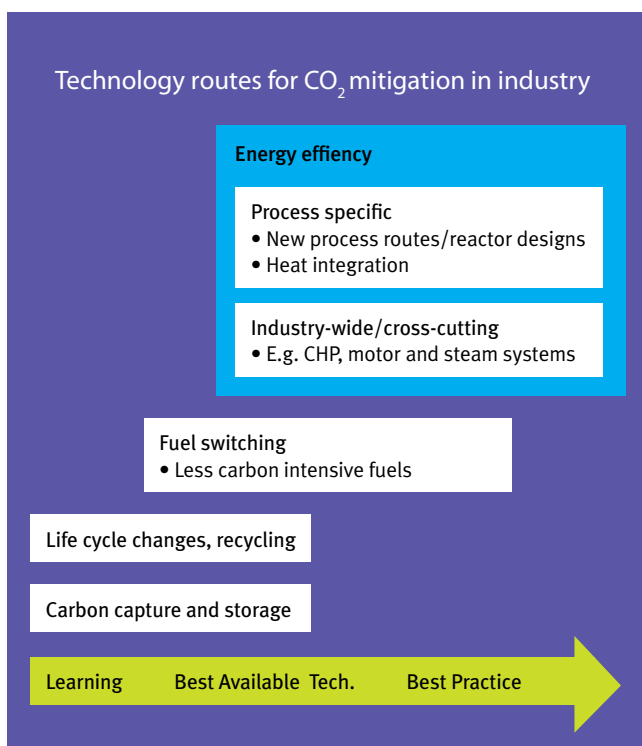 Technology routes for CO2 mitigation in industry
Energy effiency
Process specific
• New process routes/reactor designs
• Heat integration
Industry-wide/cross-cutting
• E.g. CHP, motor and steam systems
Fuel switching
• Less carbon intensive fuels
Life cycle changes, recycling
Carbon capture and storage
Learning Best Available Tech. Best Practice